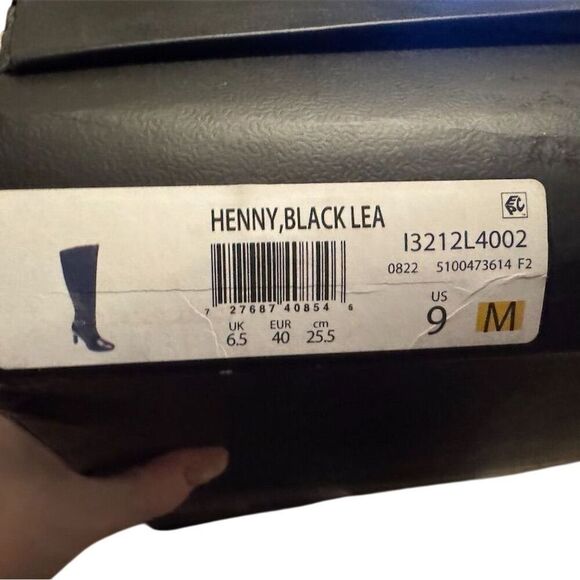 HENNY,BLACK LEA
I3212L4002
0822 5100473614 F2
7 27687 40854 6
UK EUR cm
6.5 40 25.5
US
9 M